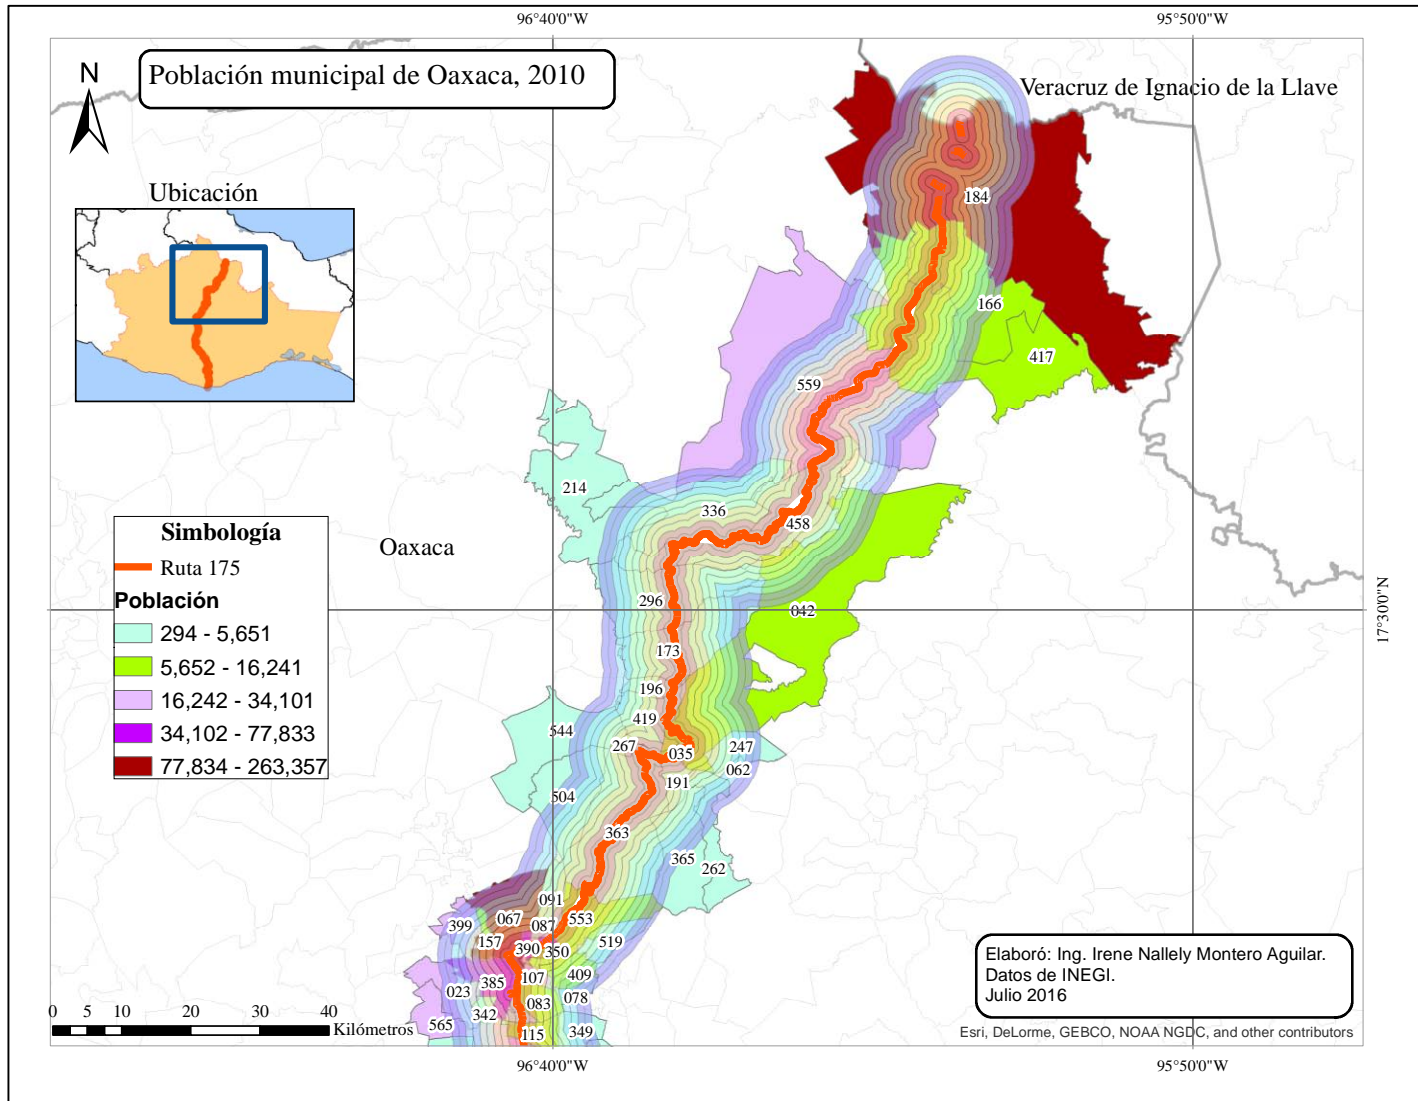 96°40'0"W
95°50'0"W
Población municipal de Oaxaca, 2010
Veracruz de Ignacio de la Llave
N
Ubicación
184
166
417
559
214
336
458
Oaxaca
Simbología
Ruta 175
Población
294 - 5,651
5,652 - 16,241
16,242 - 34,101
34,102 - 77,833
77,834 - 263,357
296
042
17°30'0"N
173
196
419
544
267
035
247
062
191
504
363
365
262
091
067
087
553
399
157
390
350
519
385
107
409
023
083
078
342
565
115
349
0 5 10 20 30 40
Kilómetros
Elaboró: Ing. Irene Nallely Montero Aguilar.
Datos de INEGI.
Julio 2016
Esri, DeLorme, GEBCO, NOAA NGDC, and other contributors
96°40'0"W
95°50'0"W